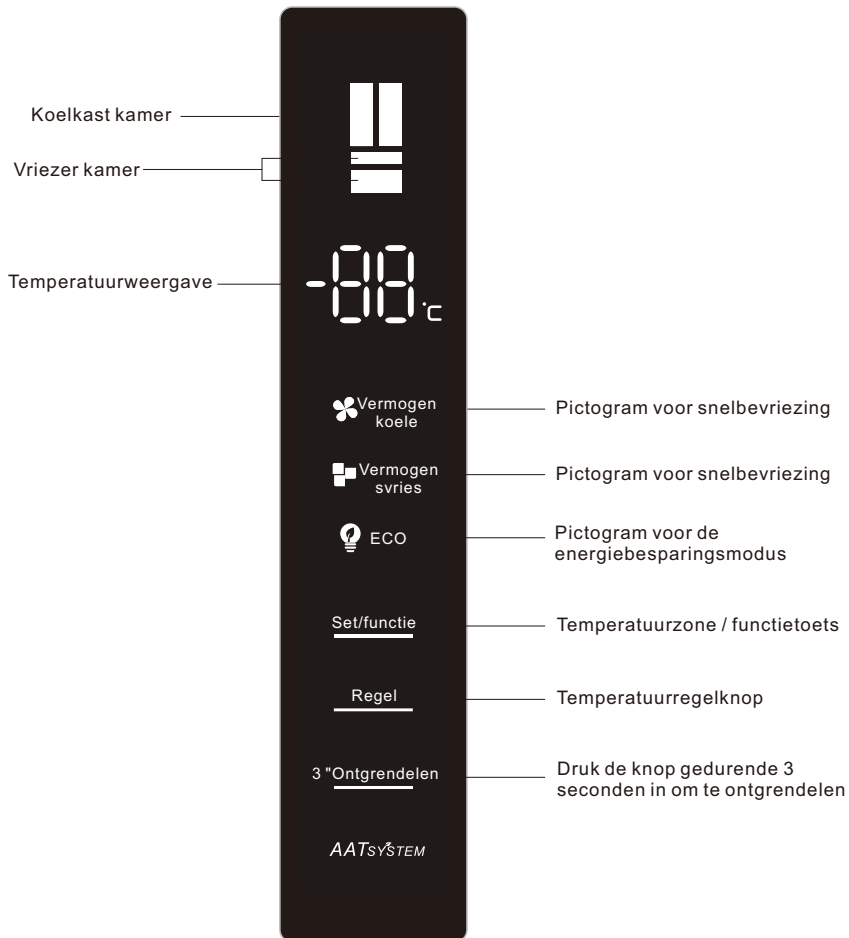 Koelkast kamer
Vriezer kamer
Temperatuurweergave
-88 °C
Vermogen
koele
Pictogram voor snelbevriezing
Vermogen
svries
Pictogram voor snelbevriezing
ECO
Pictogram voor de
energiebesparingsmodus
Set/functie
Temperatuurzone / functietoets
Regel
Temperatuurregelknop
3 "Ontgrendelen
Druk de knop gedurende 3
seconden in om te ontgrendelen
AATSYSTEM